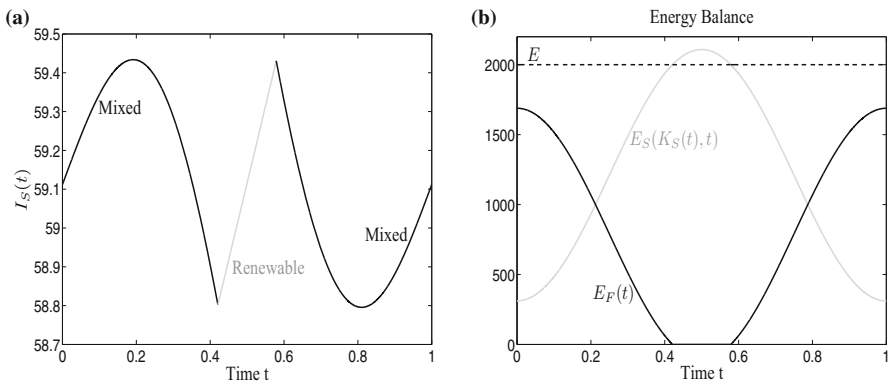 (a)
59.5
59.4
59.3
59.2
59.1
59
58.9
58.8
58.7
I_S(t)
Mixed
Renewable
Mixed
0 0.2 0.4 0.6 0.8 1
Time t
(b)
Energy Balance
2000
1500
1000
500
0
E
E_S(K_S(t),t)
E_F(t)
0 0.2 0.4 0.6 0.8 1
Time t